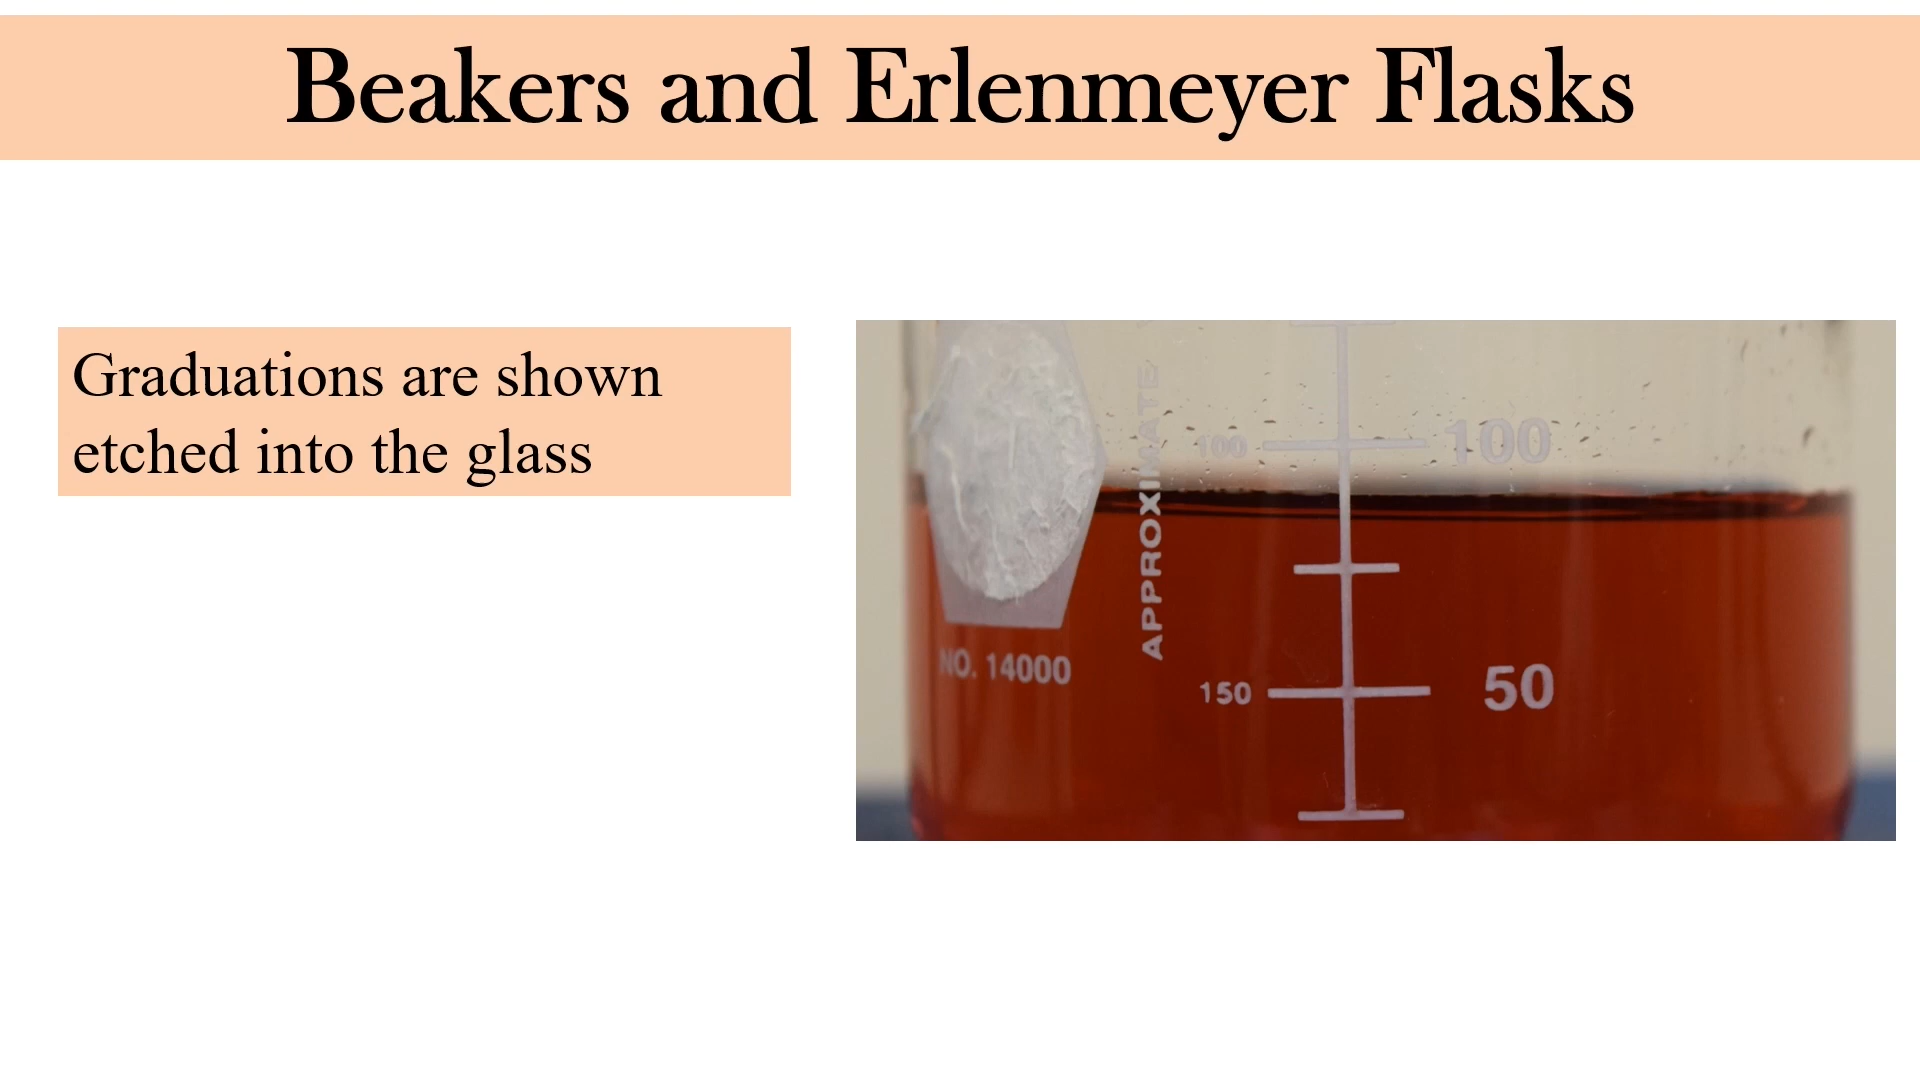 Beakers and Erlenmeyer Flasks
Graduations are shown
etched into the glass
APPROXIMATE
100 100
NO. 14000
150 50